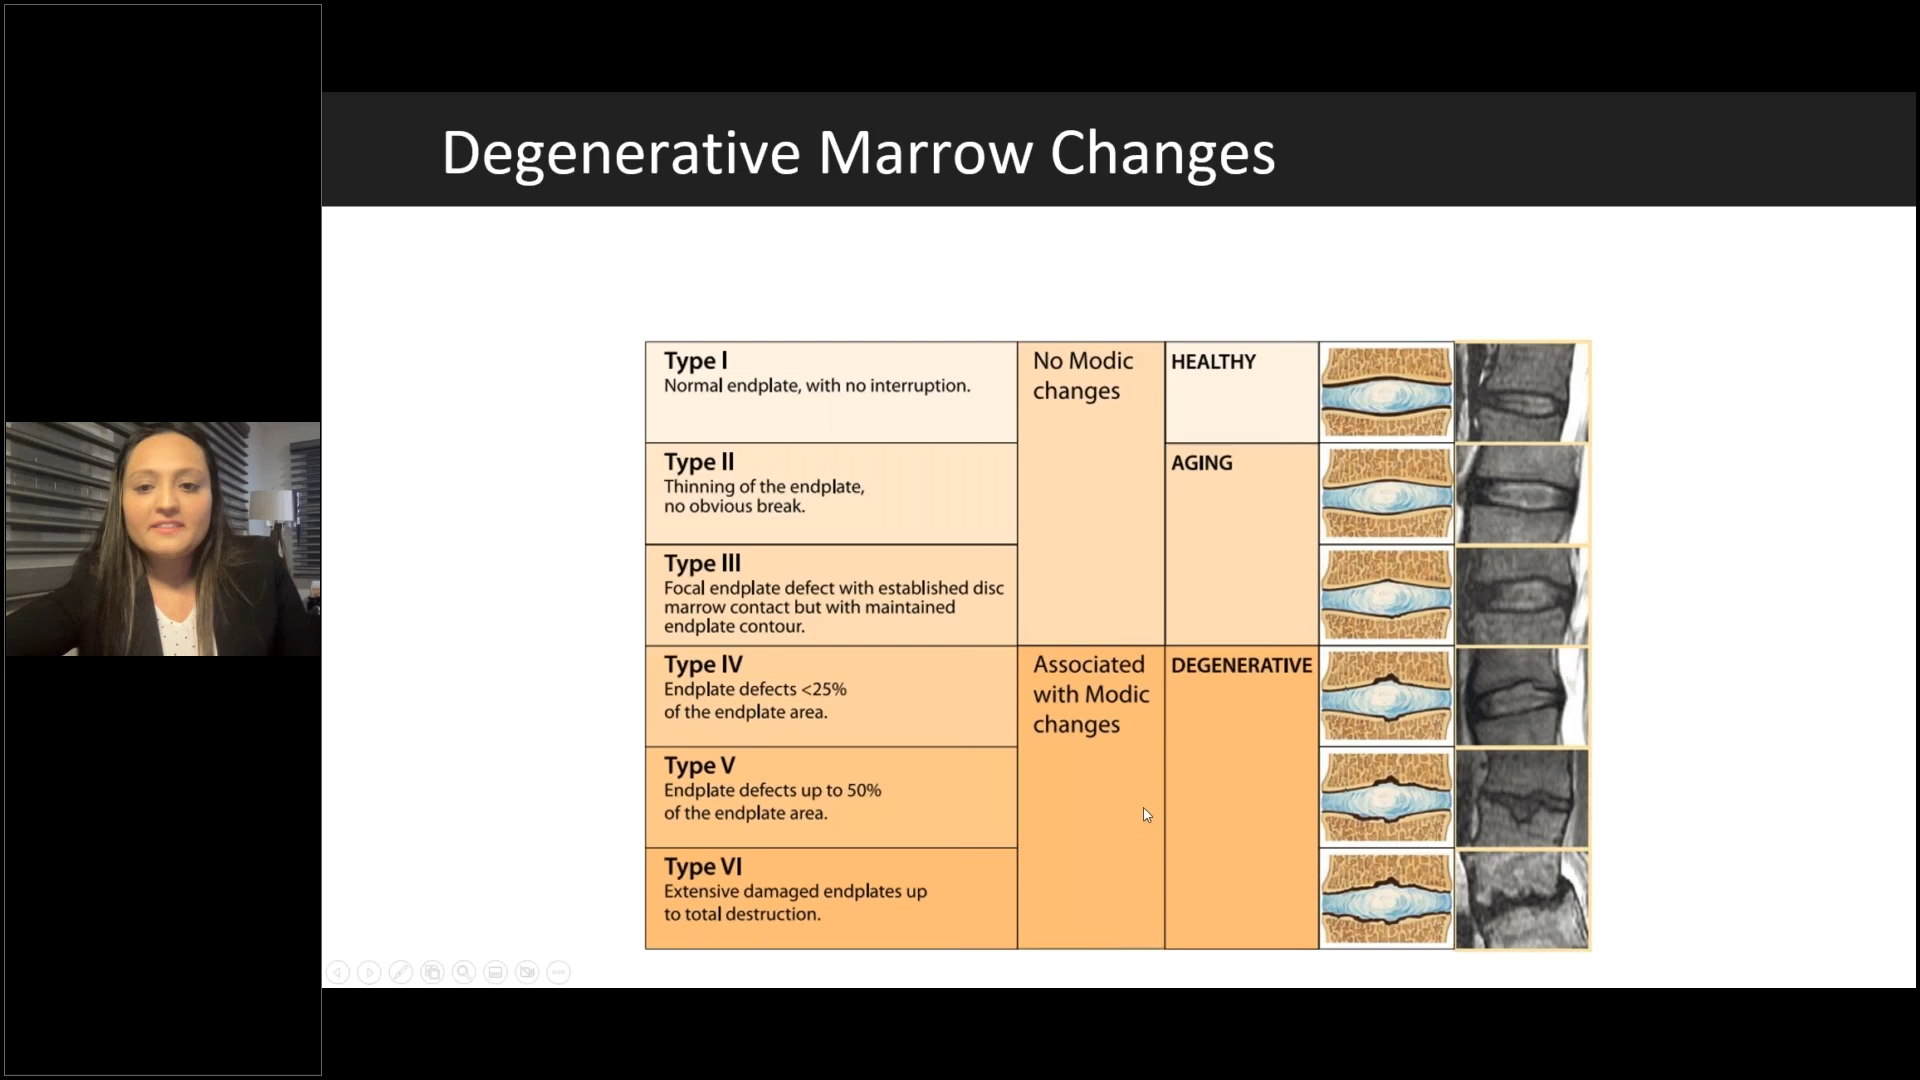 Degenerative Marrow Changes
Type I
Normal endplate, with no interruption.
No Modic
changes
HEALTHY
Type II
Thinning of the endplate,
no obvious break.
AGING
Type III
Focal endplate defect with established disc
marrow contact but with maintained
endplate contour.
Type IV
Endplate defects <25%
of the endplate area.
Associated
with Modic
changes
DEGENERATIVE
Type V
Endplate defects up to 50%
of the endplate area.
Type VI
Extensive damaged endplates up
to total destruction.